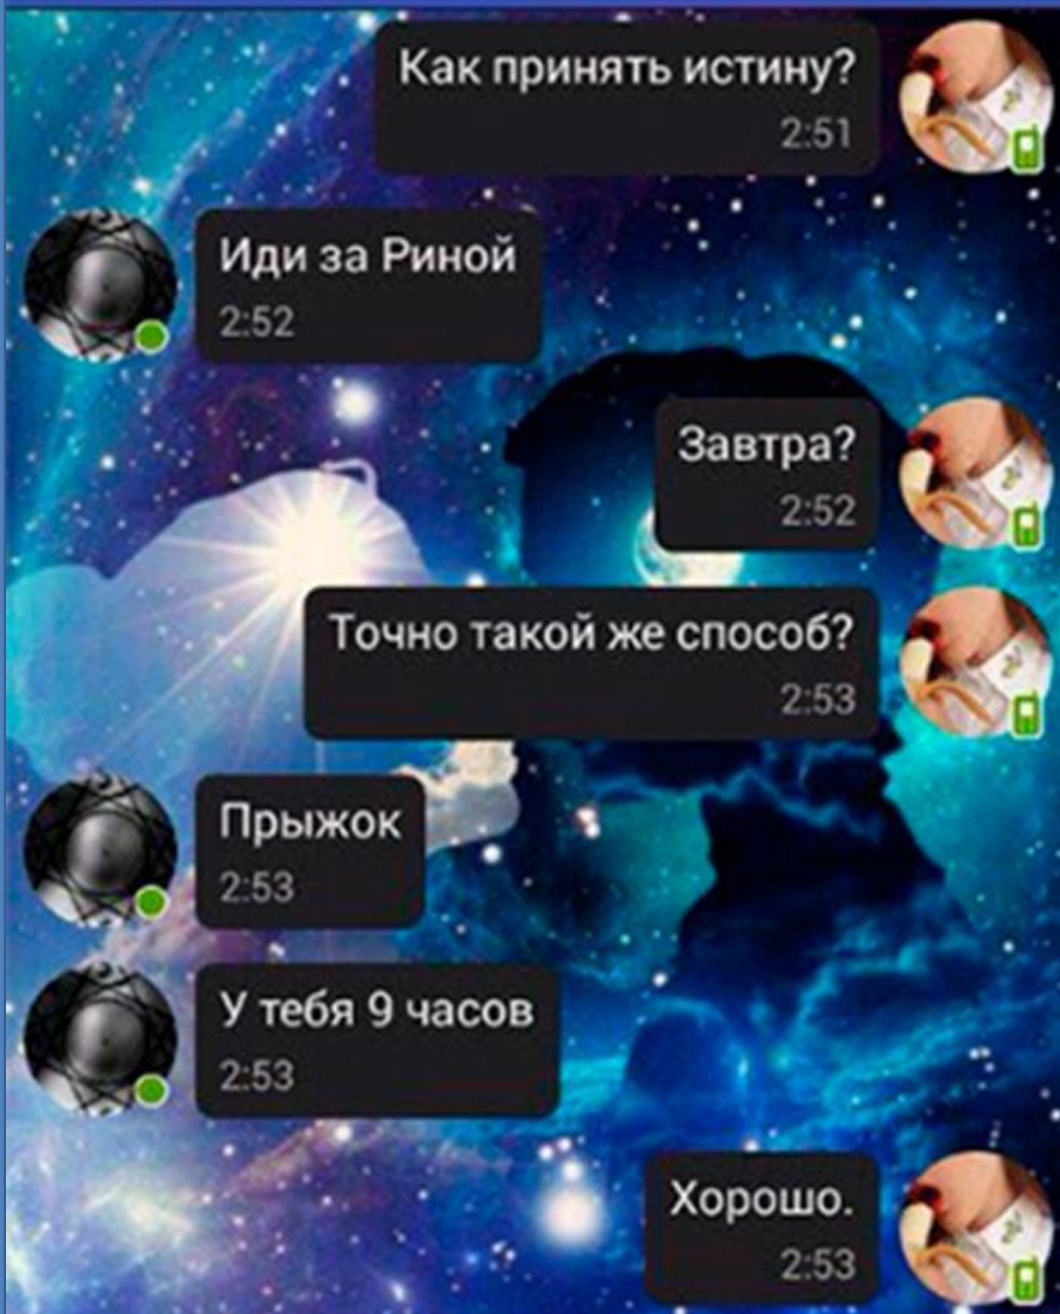 Как принять истину?
2:51
Иди за Риной
2:52
Завтра?
2:52
Точно такой же способ?
2:53
Прыжок
2:53
У тебя 9 часов
2:53
Хорошо.
2:53